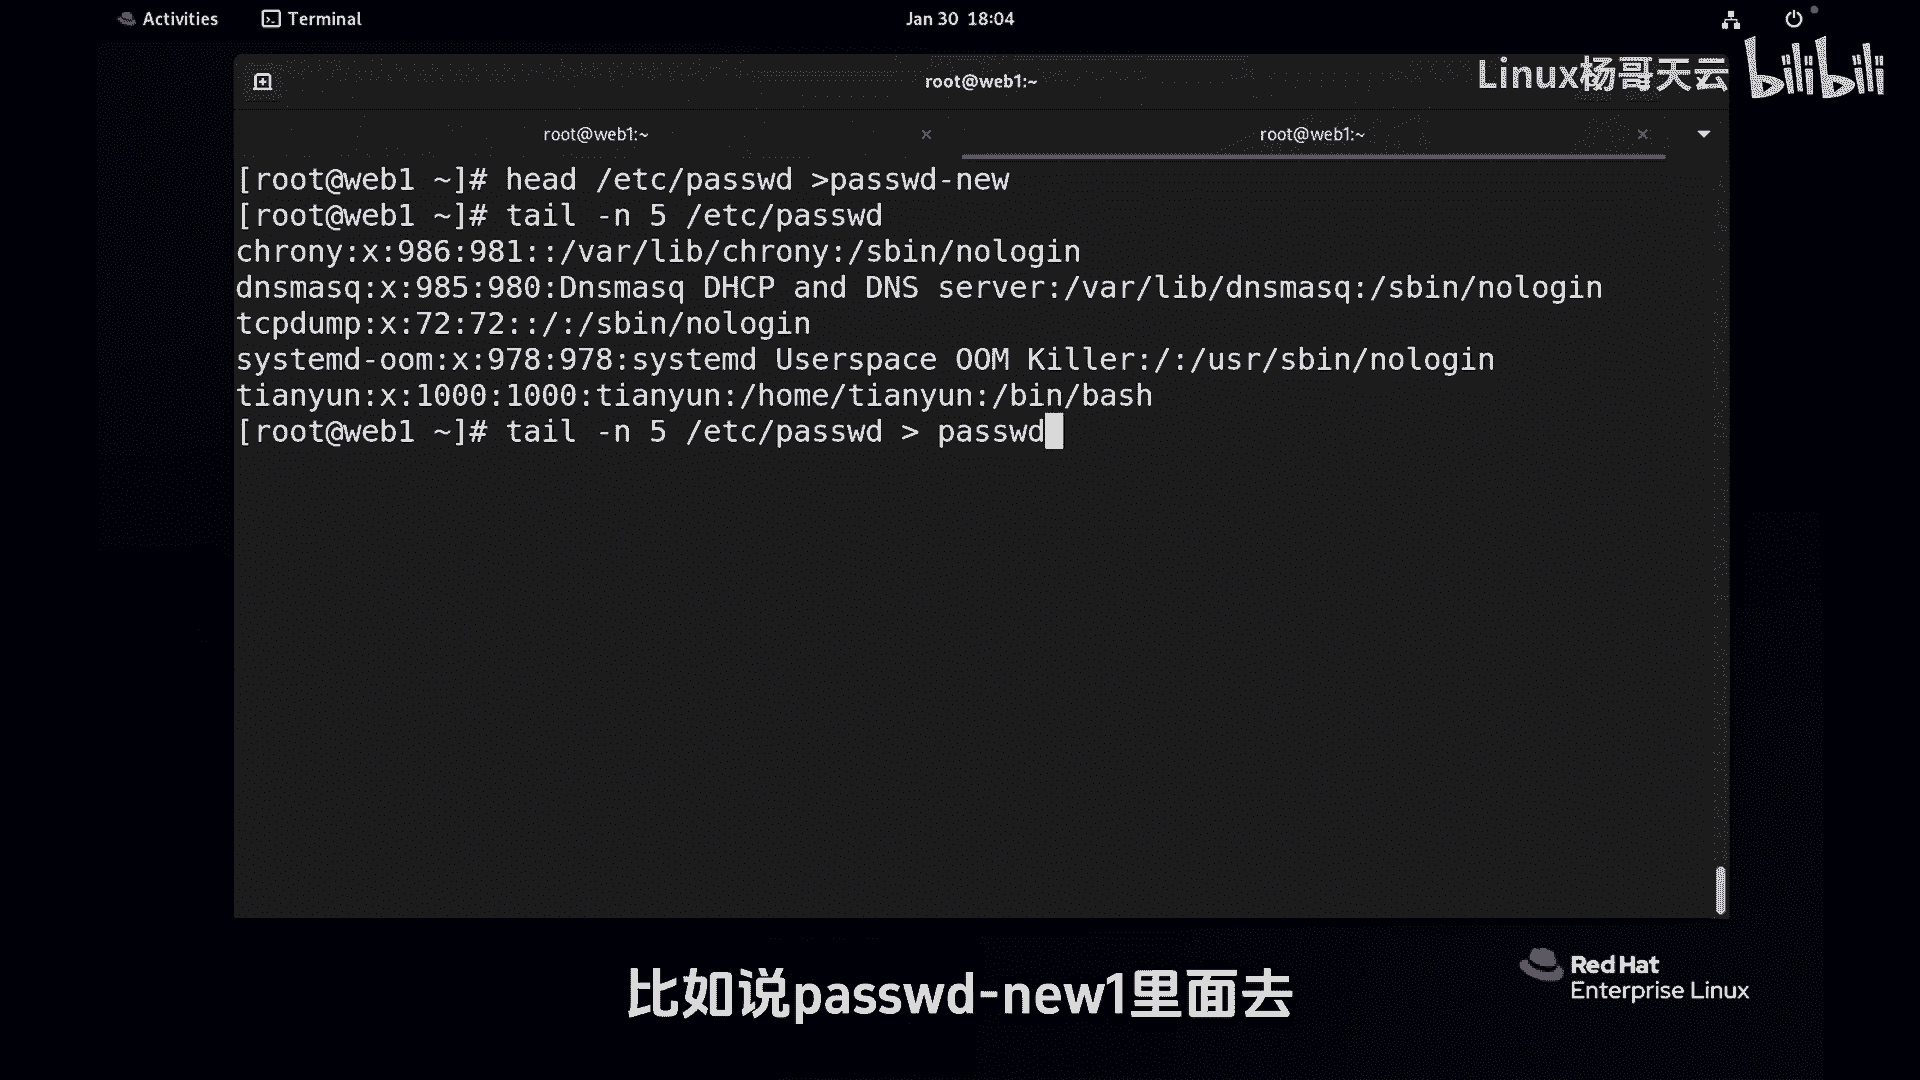 Activities
Terminal
Jan 30 18:04
root@web1:~
Linux杨哥天云
bilibili
root@web1:~
root@web1:~
[root@web1 ~]# head /etc/passwd >passwd-new
[root@web1 ~]# tail -n 5 /etc/passwd
chrony:x:986:981::/var/lib/chrony:/sbin/nologin
dnsmasq:x:985:980:Dnsmasq DHCP and DNS server:/var/lib/dnsmasq:/sbin/nologin
tcpdump:x:72:72::/:/sbin/nologin
systemd-oom:x:978:978:systemd Userspace OOM Killer:/:/usr/sbin/nologin
tianyun:x:1000:1000:tianyun:/home/tianyun:/bin/bash
[root@web1 ~]# tail -n 5 /etc/passwd > passwd
比如说passwd-new1里面去
Red Hat
Enterprise Linux